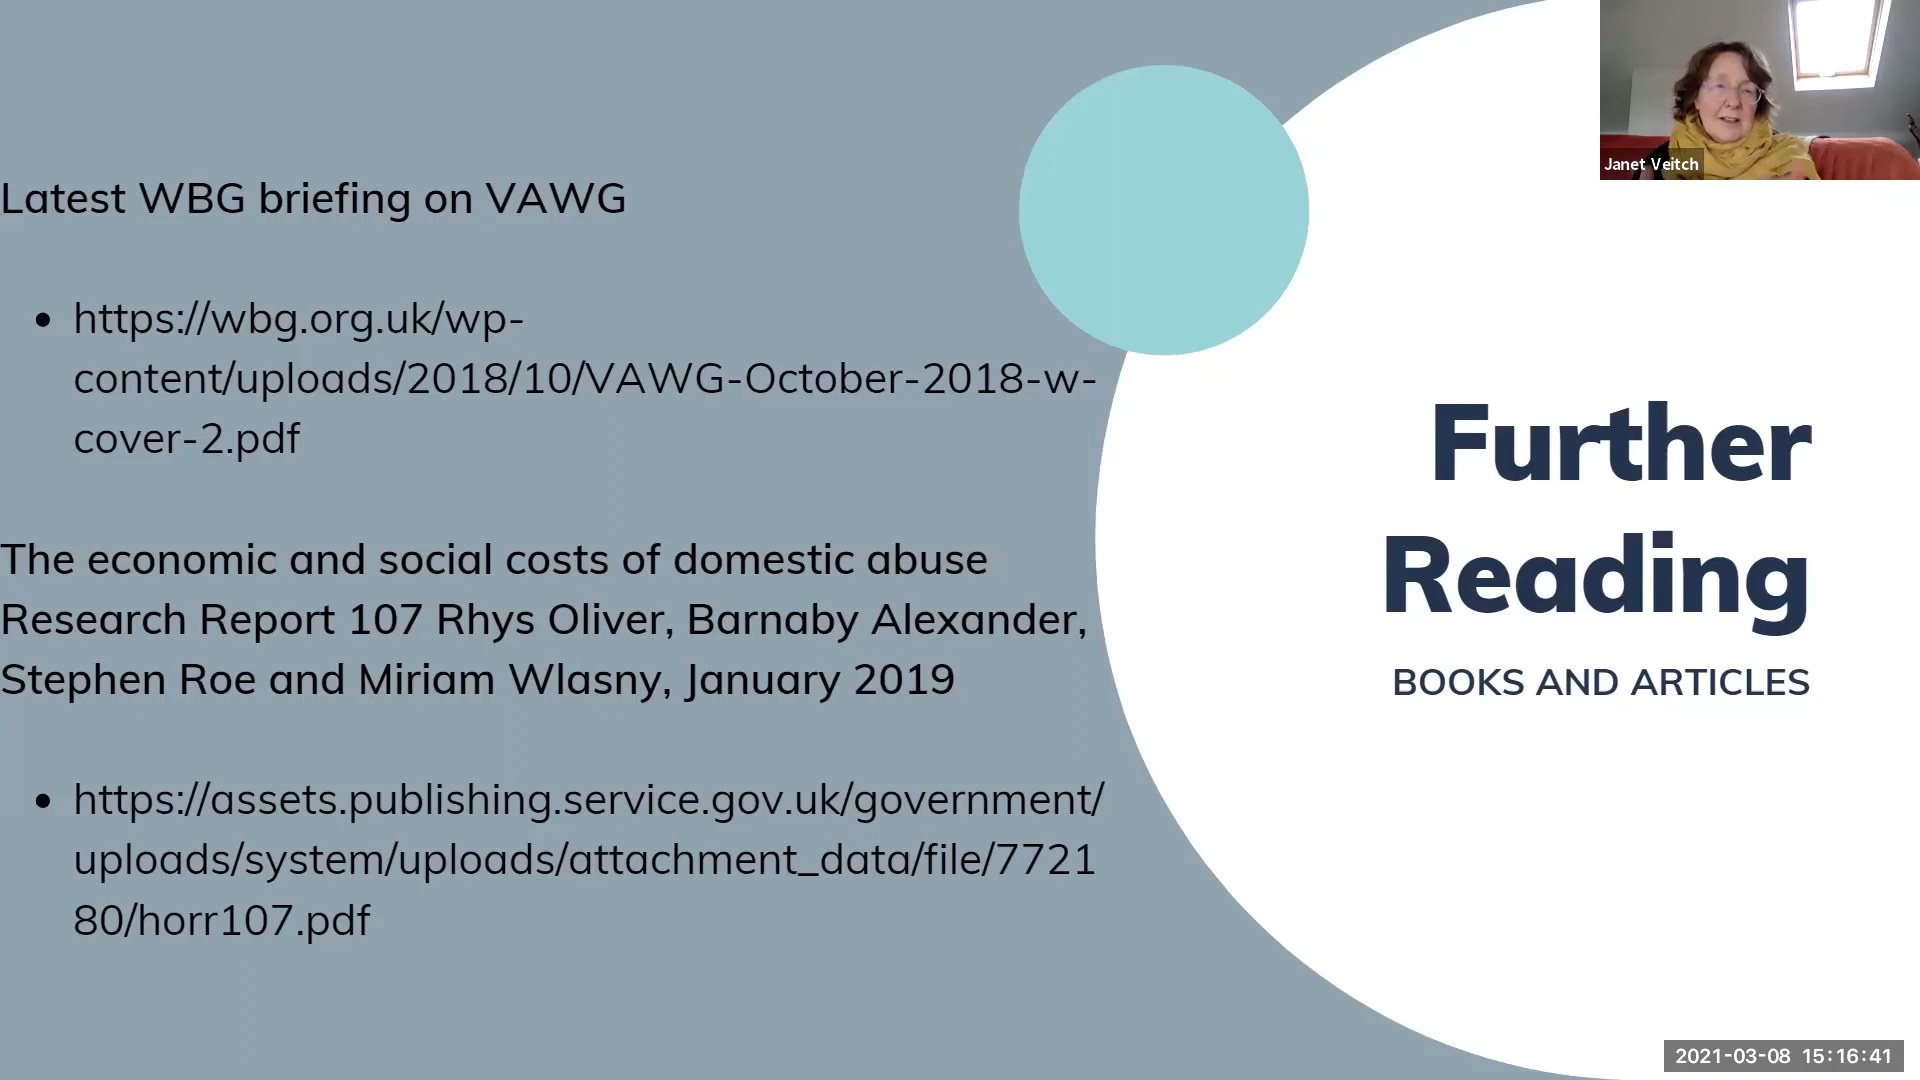 Latest WBG briefing on VAWG
https://wbg.org.uk/wp-
content/uploads/2018/10/VAWG-October-2018-w-
cover-2.pdf
The economic and social costs of domestic abuse
Research Report 107 Rhys Oliver, Barnaby Alexander,
Stephen Roe and Miriam Wlasny, January 2019
https://assets.publishing.service.gov.uk/government/
uploads/system/uploads/attachment_data/file/7721
80/horr107.pdf
Further
Reading
BOOKS AND ARTICLES
Janet Veitch
2021-03-08 15:16:41